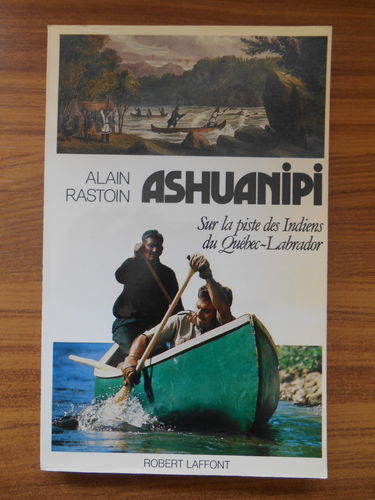 ALAIN
RASTOIN
ASHUANIPI
Sur la piste des Indiens
du Québec~Labrador
ROBERT LAFFONT